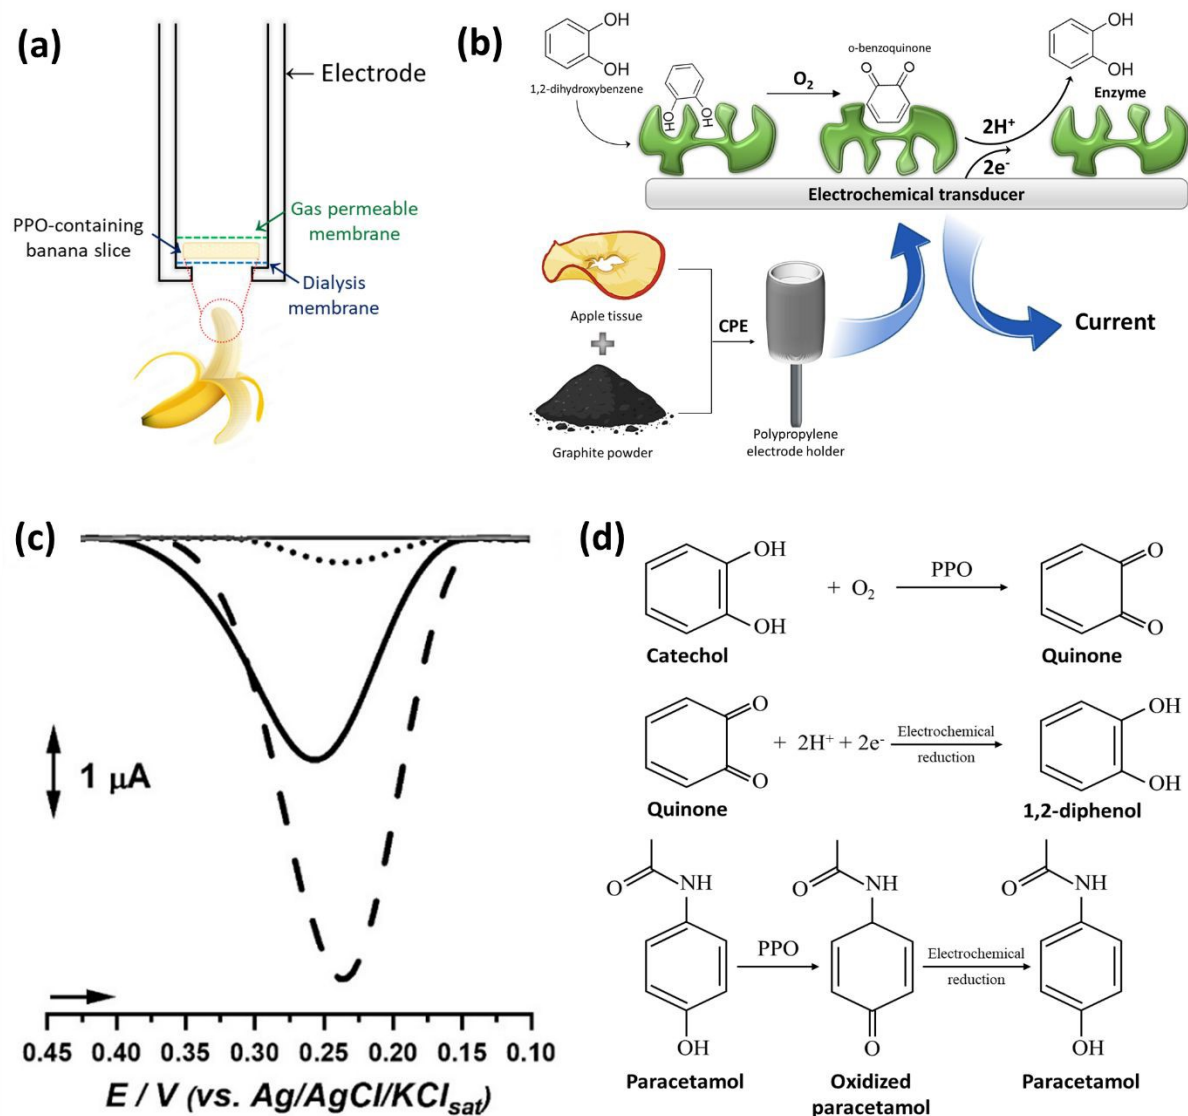 (a)
Electrode
Gas permeable
membrane
PPO-containing
banana slice
Dialysis
membrane
(b)
OH
OH
1,2-dihydroxybenzene
OH
OH
O₂
o-benzoquinone
O
O
2H⁺
2e⁻
OH
OH
Enzyme
Electrochemical transducer
Apple tissue
CPE
Graphite powder
Polypropylene
electrode holder
Current
(c)
1 μA
0.45 0.40 0.35 0.30 0.25 0.20 0.15 0.10
E / V (vs. Ag/AgCl/KCl_sat)
(d)
OH
OH
Catechol
+ O₂
PPO
O
O
Quinone
O
O
Quinone
+ 2H⁺ + 2e⁻
Electrochemical
reduction
OH
OH
1,2-diphenol
O
NH
OH
Paracetamol
PPO
O
NH
O
Oxidized
paracetamol
Electrochemical
reduction
O
NH
OH
Paracetamol